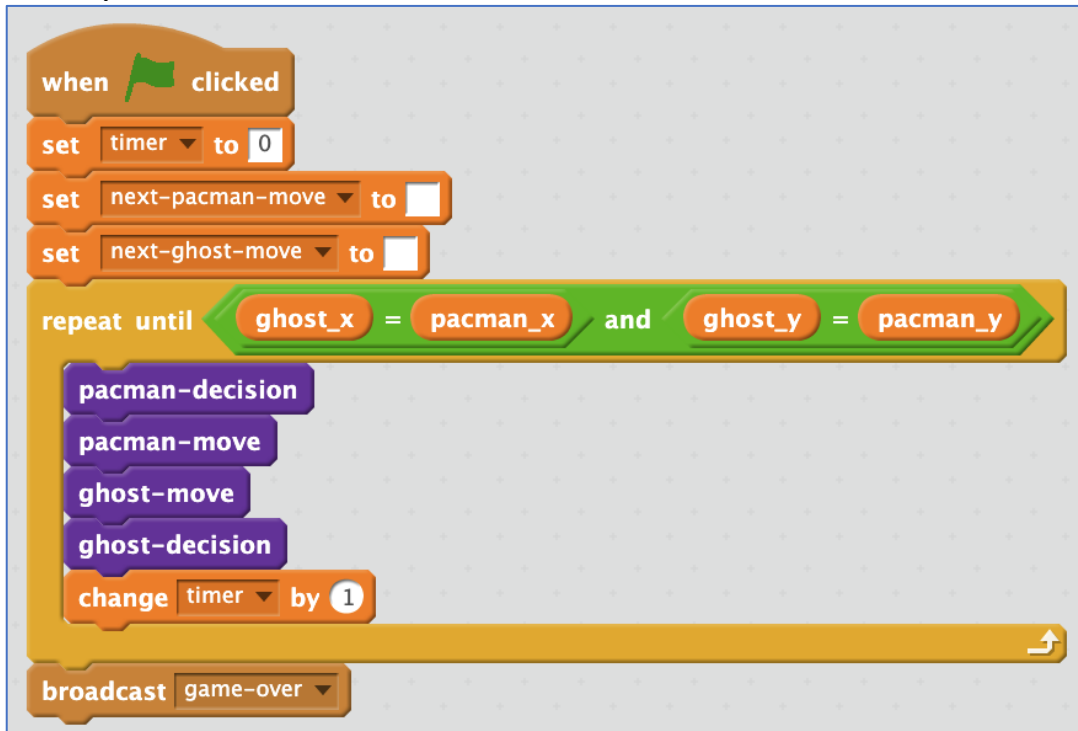 when clicked
set timer to 0
set next-pacman-move to
set next-ghost-move to
repeat until ghost_x = pacman_x and ghost_y = pacman_y
pacman-decision
pacman-move
ghost-move
ghost-decision
change timer by 1
broadcast game-over